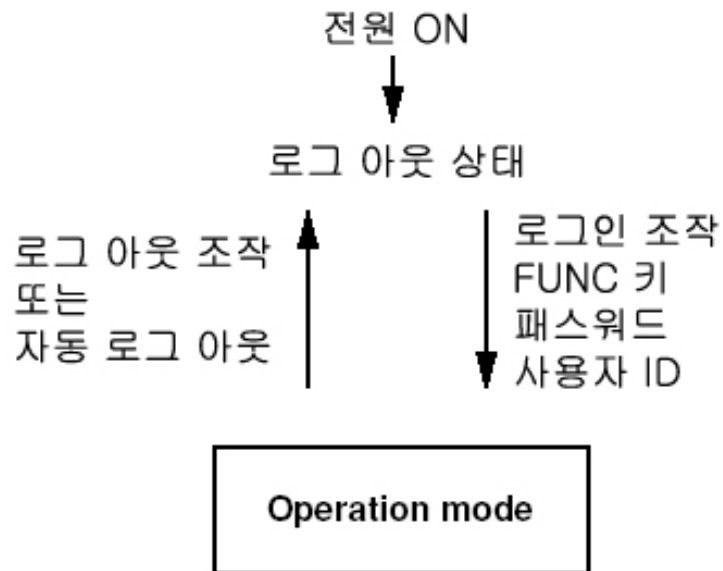 전원 ON
로그 아웃 상태
로그 아웃 조작
또는
자동 로그 아웃
로그인 조작
FUNC 키
패스워드
사용자 ID
Operation mode